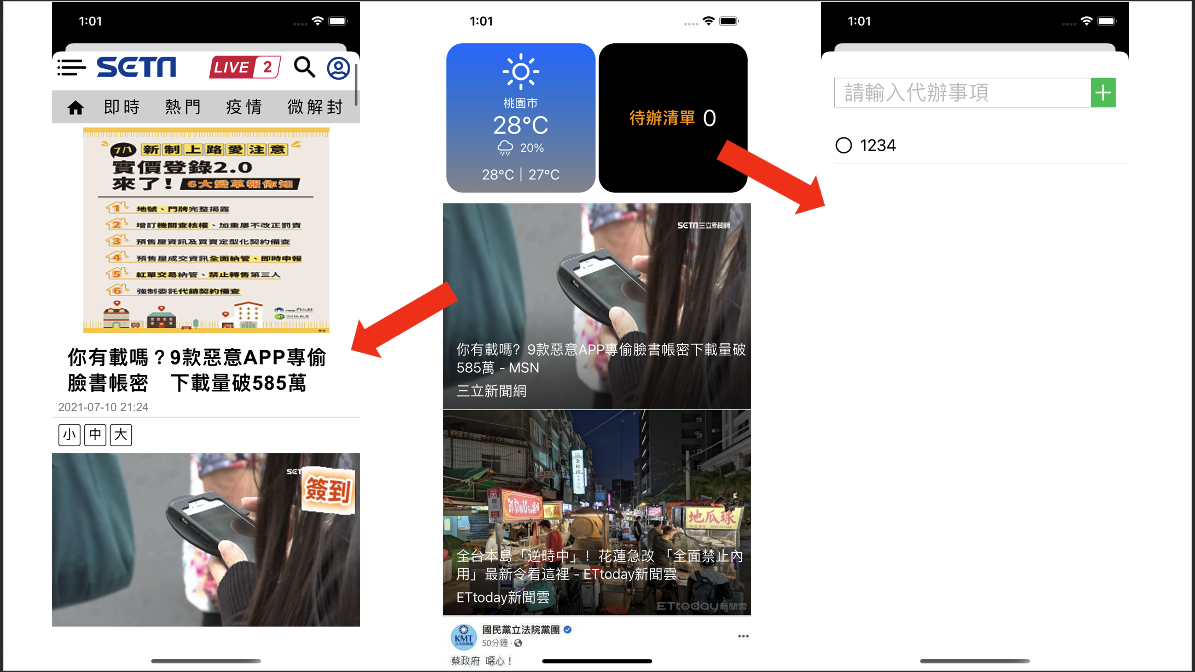 1:01
SETN
LIVE 2
即時 熱門 疫情 微解封
7/1 新制上路愛注意
實價登錄2.0
來了！ 6大變革報你知
1 地號、門牌完整揭露
2 增訂機關查核權、加重屢不改正罰責
3 預售屋資訊及買賣定型化契約備查
4 預售屋成交資訊全面納管、即時申報
5 紅單交易納管、禁止轉售第三人
6 強制委託代銷契約備查
你有載嗎？9款惡意APP專偷
臉書帳密 下載量破585萬
2021-07-10 21:24
小 中 大
SET
簽到
1:01
桃園市
28°C
20%
28°C | 27°C
待辦清單 0
SETN三立新聞網
你有載嗎？9款惡意APP專偷臉書帳密下載量破
585萬 - MSN
三立新聞網
地瓜球
全台本島「逆時中」！花蓮急改 「全面禁止內
用」最新令看這裡 - ETtoday新聞雲
ETtoday新聞雲
ETtoday新聞雲
KMT
國民黨立法院黨團
50分鐘
蔡政府 噁心！
1:01
請輸入代辦事項
1234